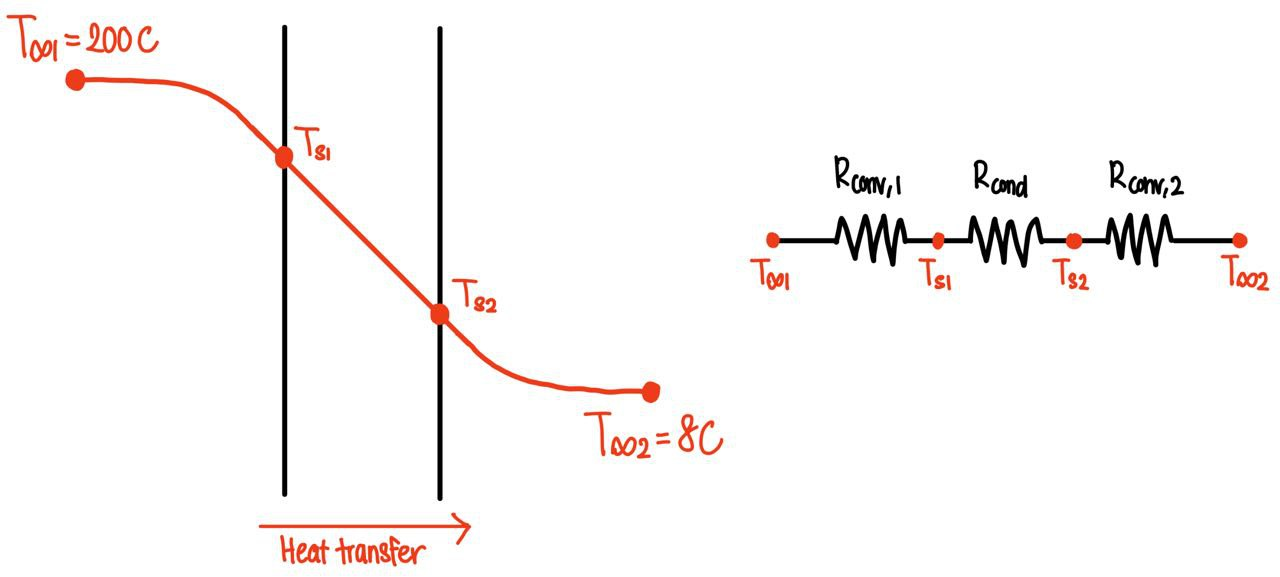 T∞1 = 200 C
Ts1
Ts2
T∞2 = 8C
Heat transfer
Rconv,1
Rcond
Rconv,2
T∞1
Ts1
Ts2
T∞2